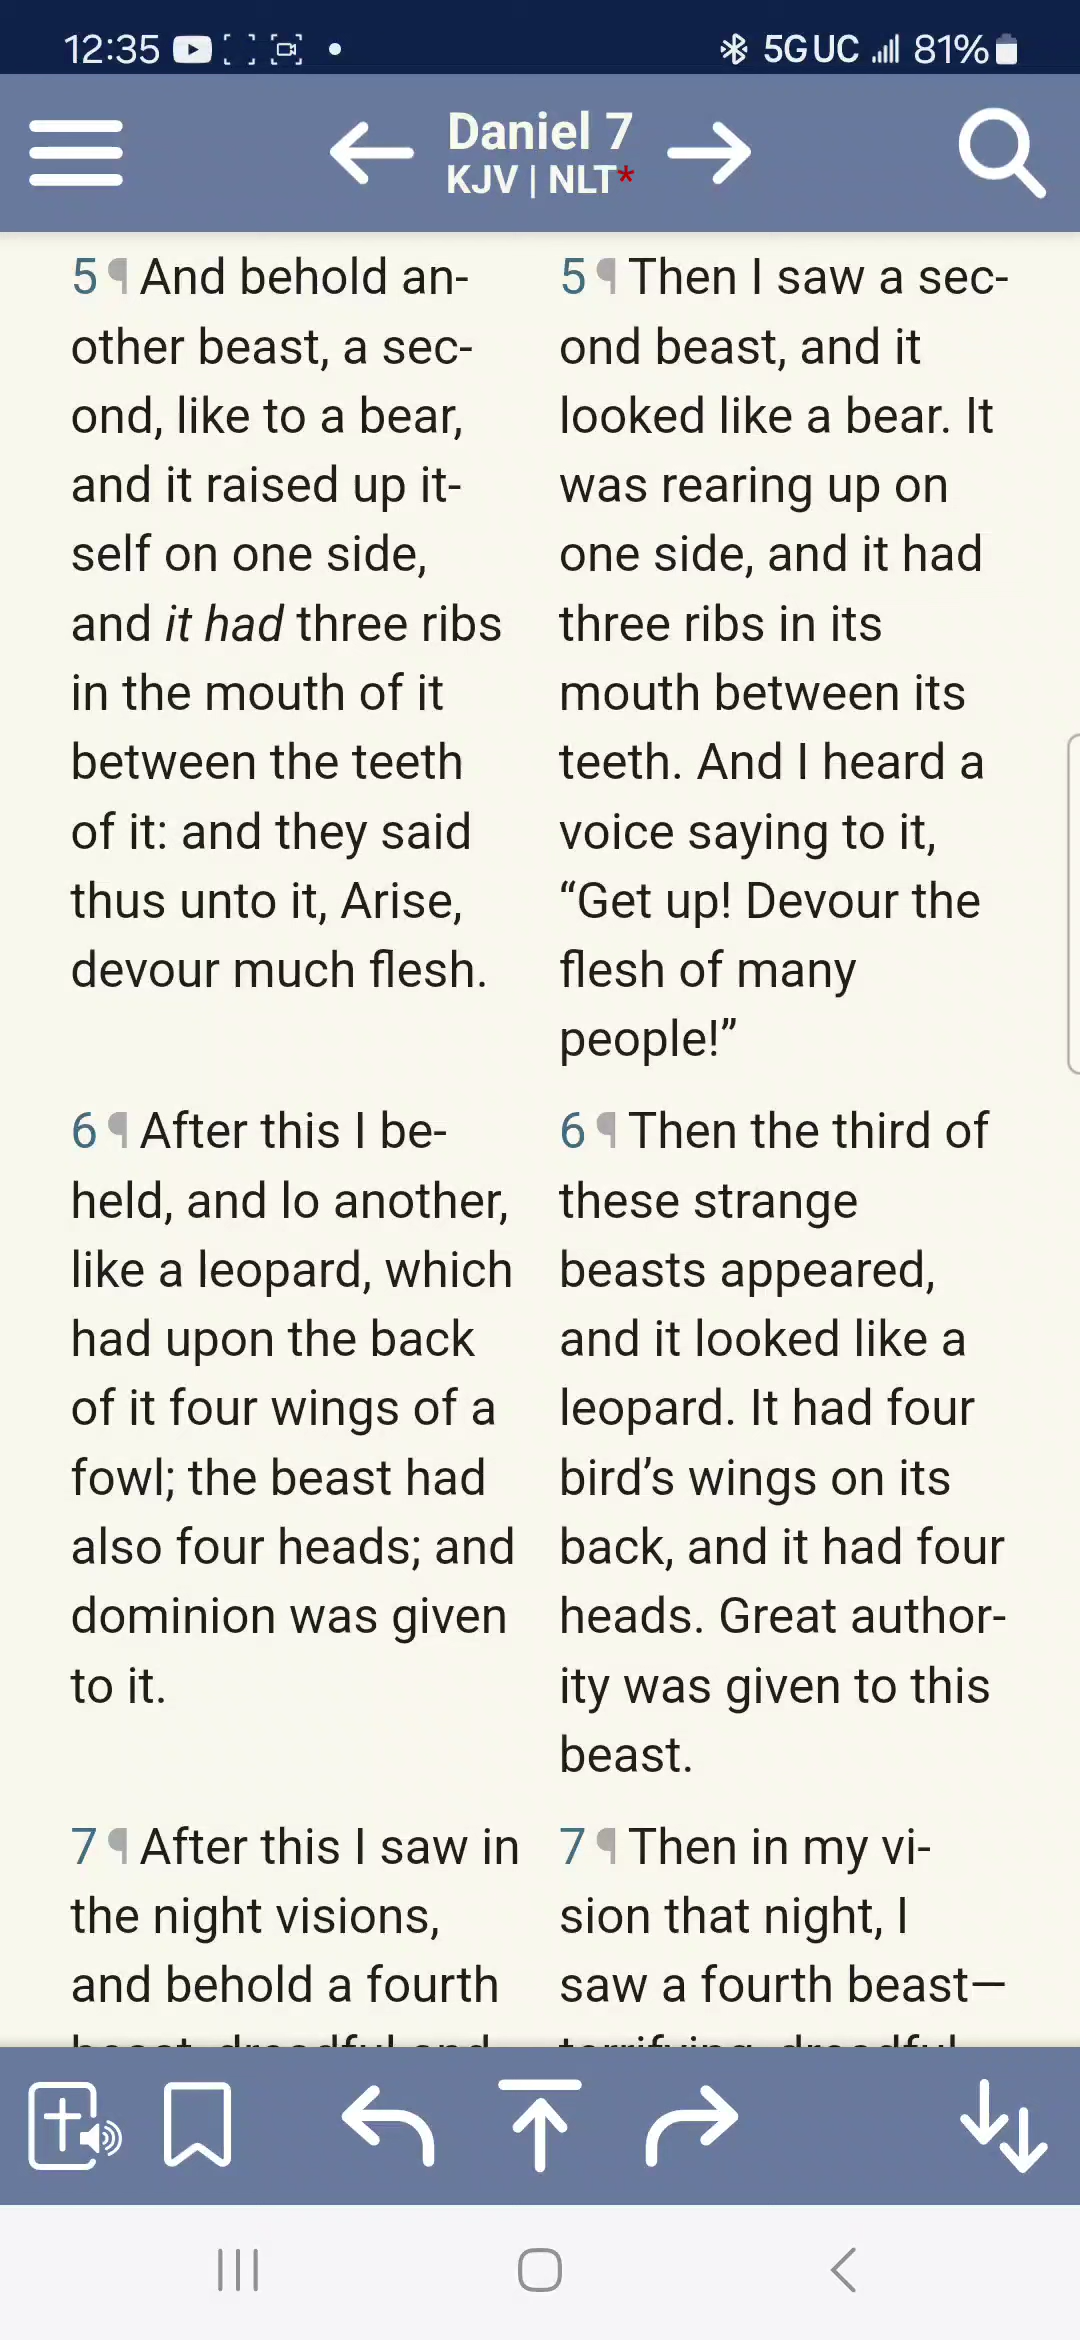 12:35
5G UC 81%
Daniel 7
KJV | NLT*
5 ¶ And behold an-
other beast, a sec-
ond, like to a bear,
and it raised up it-
self on one side,
and it had three ribs
in the mouth of it
between the teeth
of it: and they said
thus unto it, Arise,
devour much flesh.
5 ¶ Then I saw a sec-
ond beast, and it
looked like a bear. It
was rearing up on
one side, and it had
three ribs in its
mouth between its
teeth. And I heard a
voice saying to it,
“Get up! Devour the
flesh of many
people!”
6 ¶ After this I be-
held, and lo another,
like a leopard, which
had upon the back
of it four wings of a
fowl; the beast had
also four heads; and
dominion was given
to it.
6 ¶ Then the third of
these strange
beasts appeared,
and it looked like a
leopard. It had four
bird’s wings on its
back, and it had four
heads. Great author-
ity was given to this
beast.
7 ¶ After this I saw in
the night visions,
and behold a fourth
beast, dreadful and
7 ¶ Then in my vi-
sion that night, I
saw a fourth beast—
terrifying, dreadful,